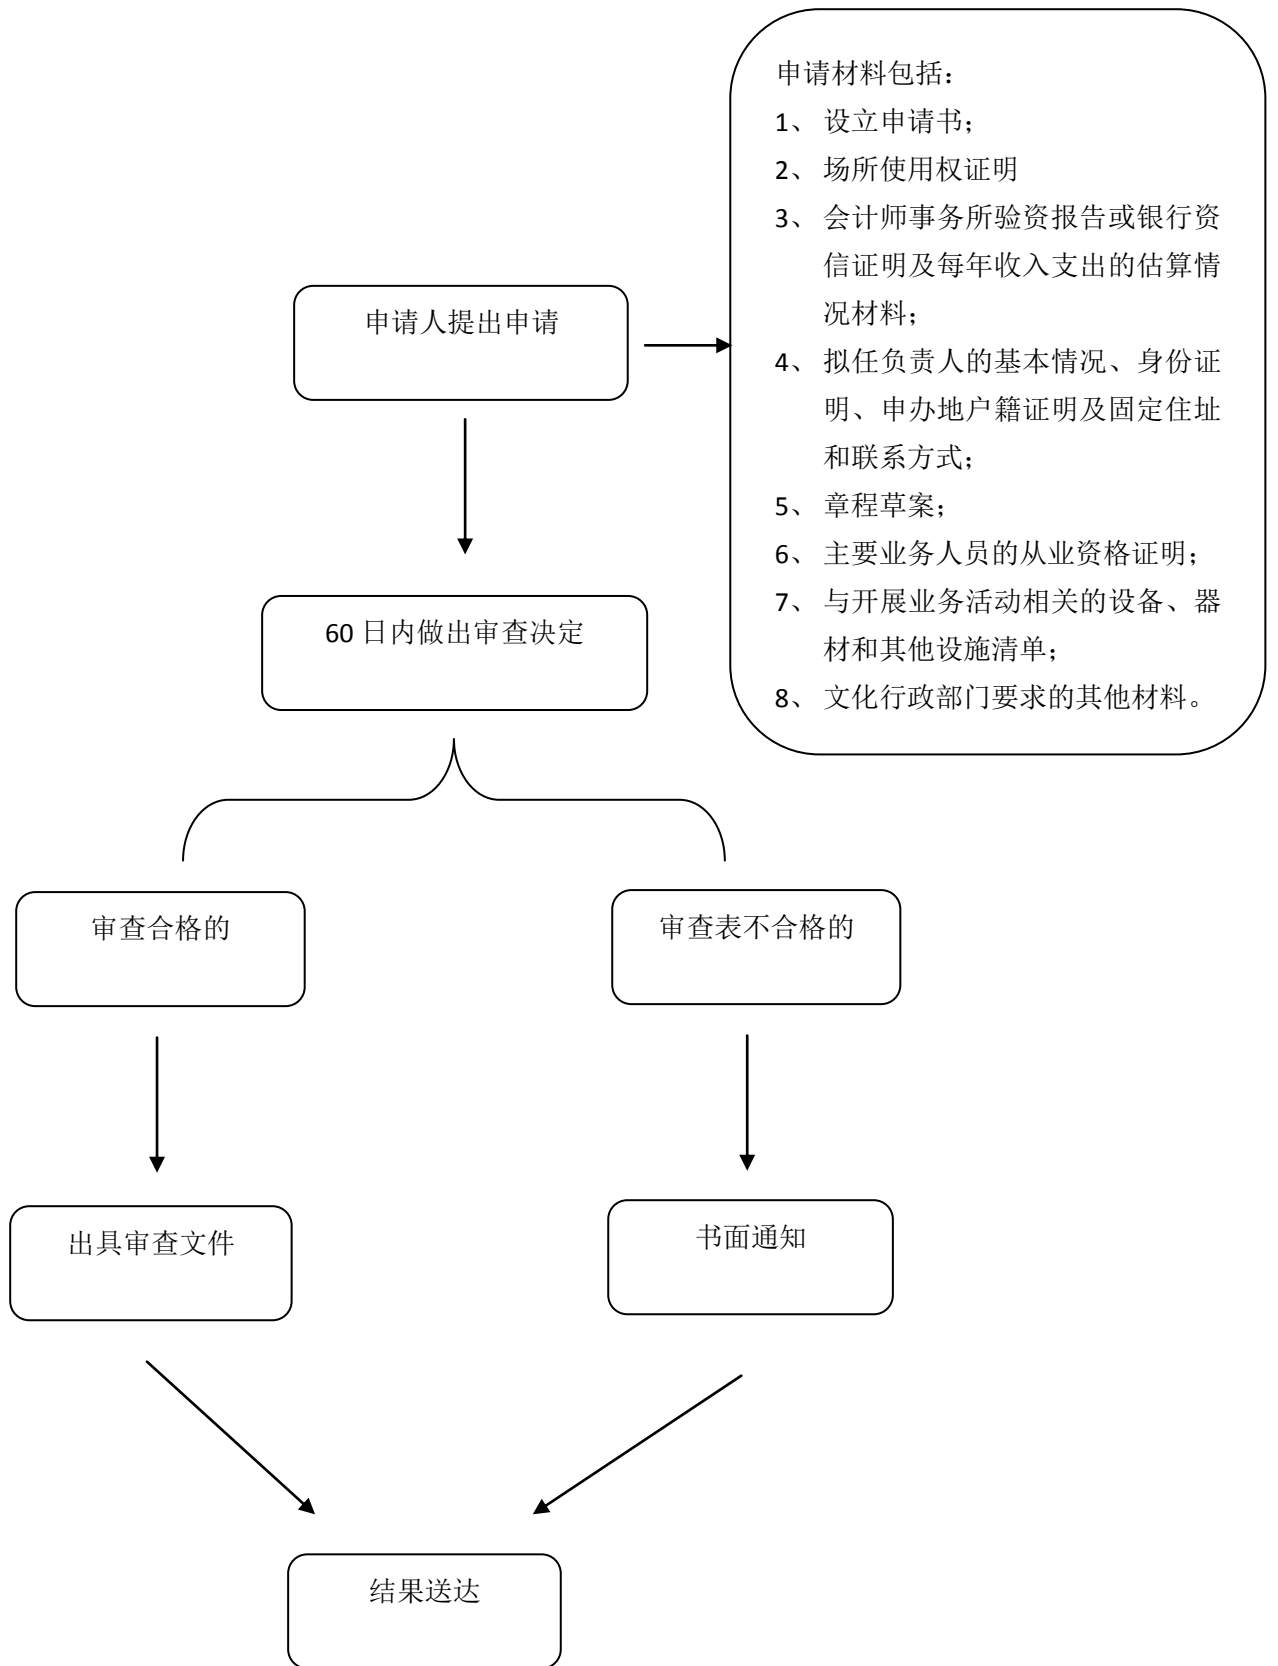 申请材料包括：
1、 设立申请书；
2、 场所使用权证明
3、 会计师事务所验资报告或银行资
信证明及每年收入支出的估算情
况材料；
4、 拟任负责人的基本情况、身份证
明、申办地户籍证明及固定住址
和联系方式；
5、 章程草案；
6、 主要业务人员的从业资格证明；
7、 与开展业务活动相关的设备、器
材和其他设施清单；
8、 文化行政部门要求的其他材料。
申请人提出申请
60 日内做出审查决定
审查合格的
审查表不合格的
出具审查文件
书面通知
结果送达